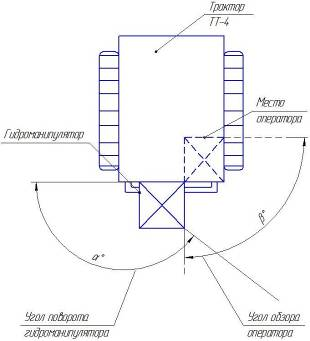 Трактор
ТТ-4
Место
оператора
Гидроманипулятор
α°
β°
Угол поворота
гидроманипулятора
Угол обзора
оператора